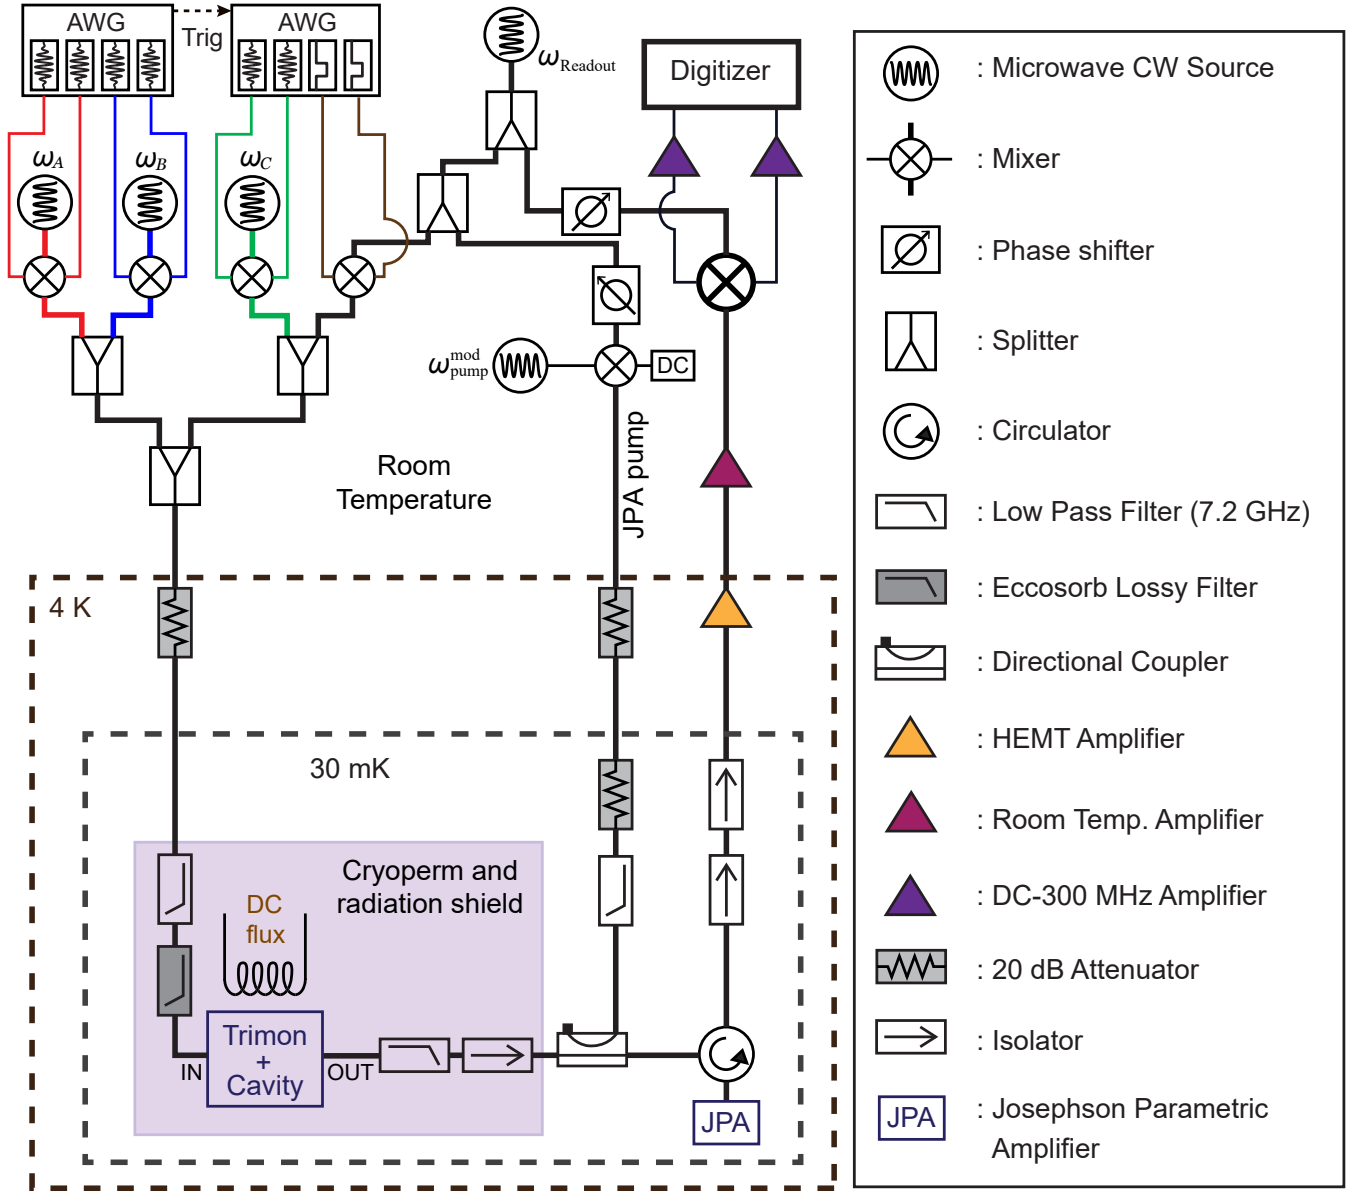 AWG
Trig
AWG
ωReadout
Digitizer
ωA
ωB
ωC
ωpump mod
DC
JPA pump
Room
Temperature
4 K
30 mK
Cryoperm and
radiation shield
DC
flux
Trimon
+
Cavity
IN
OUT
JPA
: Microwave CW Source
: Mixer
: Phase shifter
: Splitter
: Circulator
: Low Pass Filter (7.2 GHz)
: Eccosorb Lossy Filter
: Directional Coupler
: HEMT Amplifier
: Room Temp. Amplifier
: DC-300 MHz Amplifier
: 20 dB Attenuator
: Isolator
JPA
: Josephson Parametric
Amplifier